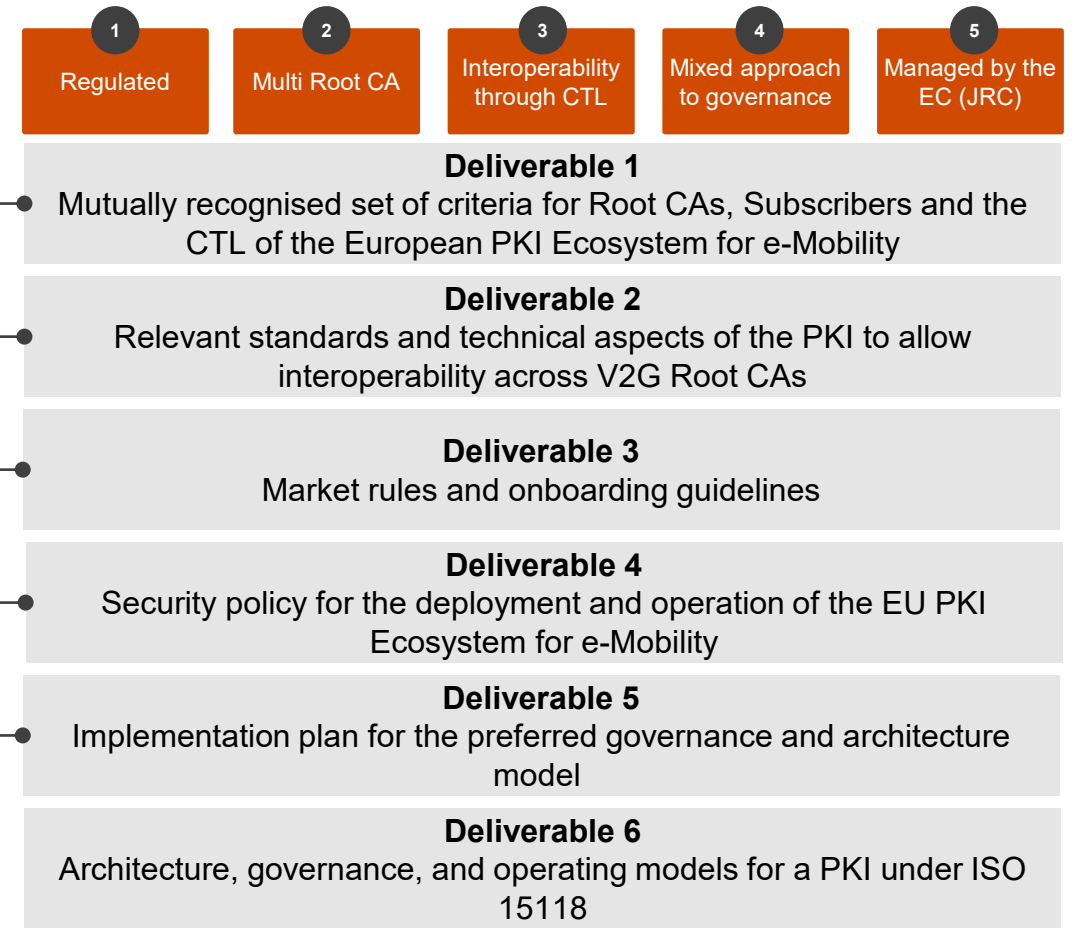 1
Regulated
2
Multi Root CA
3
Interoperability
through CTL
4
Mixed approach
to governance
5
Managed by the
EC (JRC)
Deliverable 1
Mutually recognised set of criteria for Root CAs, Subscribers and the
CTL of the European PKI Ecosystem for e-Mobility
Deliverable 2
Relevant standards and technical aspects of the PKI to allow
interoperability across V2G Root CAs
Deliverable 3
Market rules and onboarding guidelines
Deliverable 4
Security policy for the deployment and operation of the EU PKI
Ecosystem for e-Mobility
Deliverable 5
Implementation plan for the preferred governance and architecture
model
Deliverable 6
Architecture, governance, and operating models for a PKI under ISO
15118